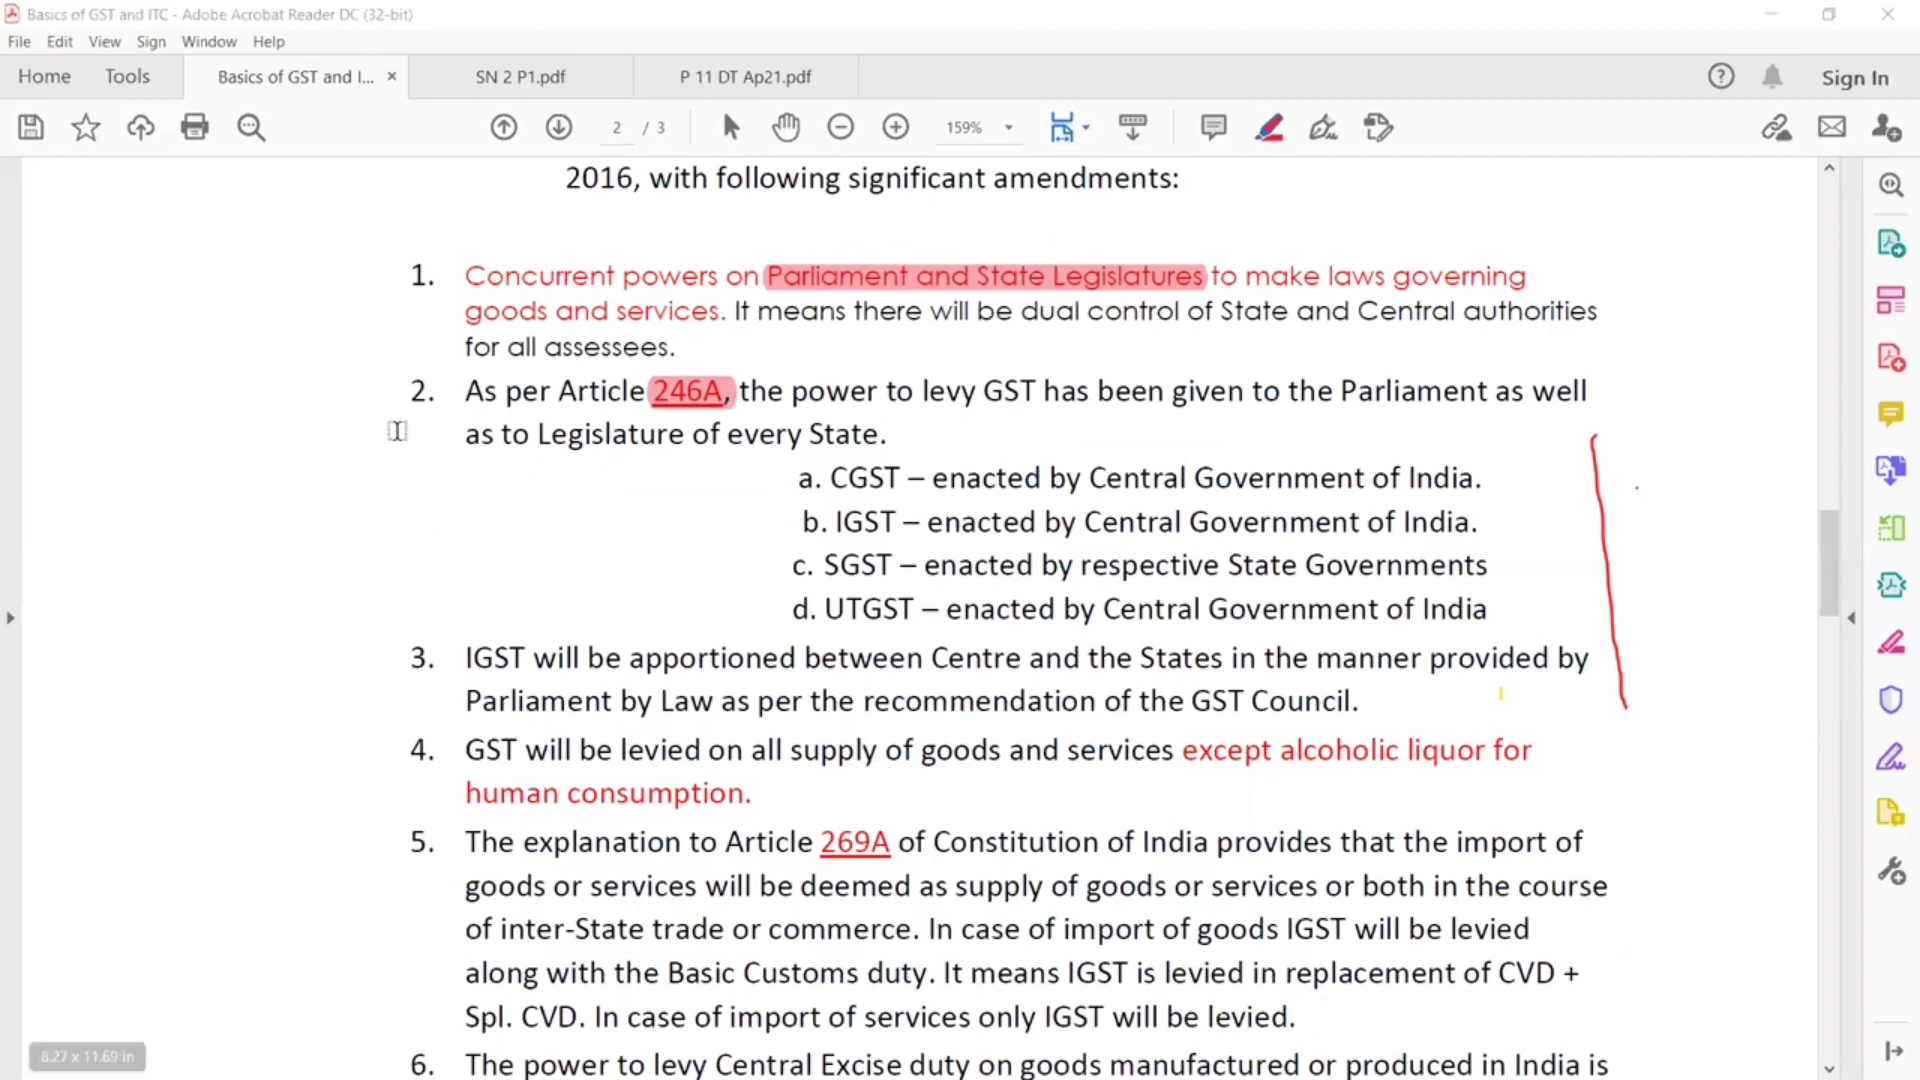 Basics of GST and ITC - Adobe Acrobat Reader DC (32-bit)
File Edit View Sign Window Help
Home Tools Basics of GST and I... × SN 2 P1.pdf P 11 DT Ap21.pdf Sign In
2 / 3 159%
2016, with following significant amendments:
1. Concurrent powers on Parliament and State Legislatures to make laws governing
goods and services. It means there will be dual control of State and Central authorities
for all assessees.
2. As per Article 246A, the power to levy GST has been given to the Parliament as well
as to Legislature of every State.
a. CGST – enacted by Central Government of India.
b. IGST – enacted by Central Government of India.
c. SGST – enacted by respective State Governments
d. UTGST – enacted by Central Government of India
3. IGST will be apportioned between Centre and the States in the manner provided by
Parliament by Law as per the recommendation of the GST Council.
4. GST will be levied on all supply of goods and services except alcoholic liquor for
human consumption.
5. The explanation to Article 269A of Constitution of India provides that the import of
goods or services will be deemed as supply of goods or services or both in the course
of inter-State trade or commerce. In case of import of goods IGST will be levied
along with the Basic Customs duty. It means IGST is levied in replacement of CVD +
Spl. CVD. In case of import of services only IGST will be levied.
8.27 x 11.69 in
6. The power to levy Central Excise duty on goods manufactured or produced in India is